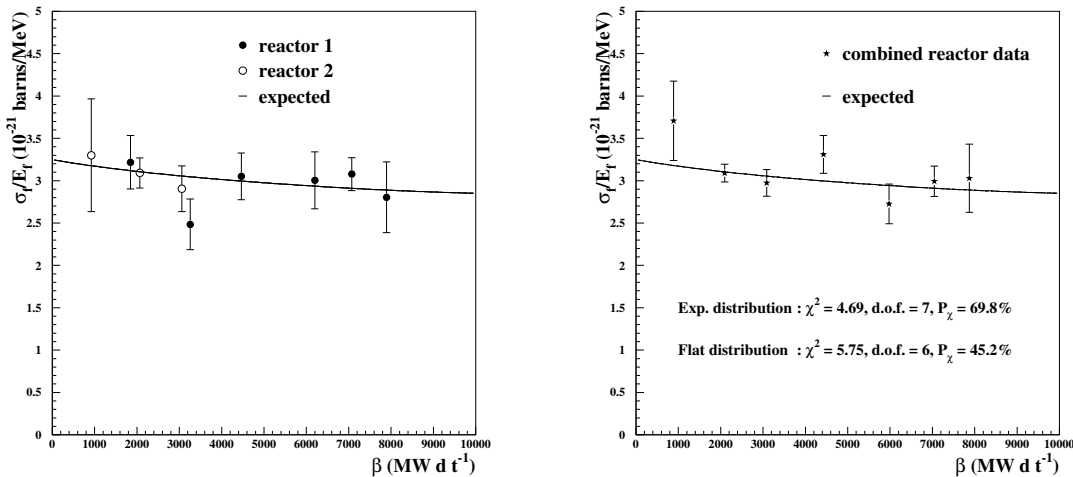 σf/Ef (10⁻²¹ barns/MeV)
5
4.5
4
3.5
3
2.5
2
1.5
1
0.5
0
0 1000 2000 3000 4000 5000 6000 7000 8000 9000 10000
β (MW d t⁻¹)
reactor 1
reactor 2
expected
σf/Ef (10⁻²¹ barns/MeV)
5
4.5
4
3.5
3
2.5
2
1.5
1
0.5
0
0 1000 2000 3000 4000 5000 6000 7000 8000 9000 10000
β (MW d t⁻¹)
combined reactor data
expected
Exp. distribution : χ² = 4.69, d.o.f. = 7, Pχ = 69.8%
Flat distribution : χ² = 5.75, d.o.f. = 6, Pχ = 45.2%